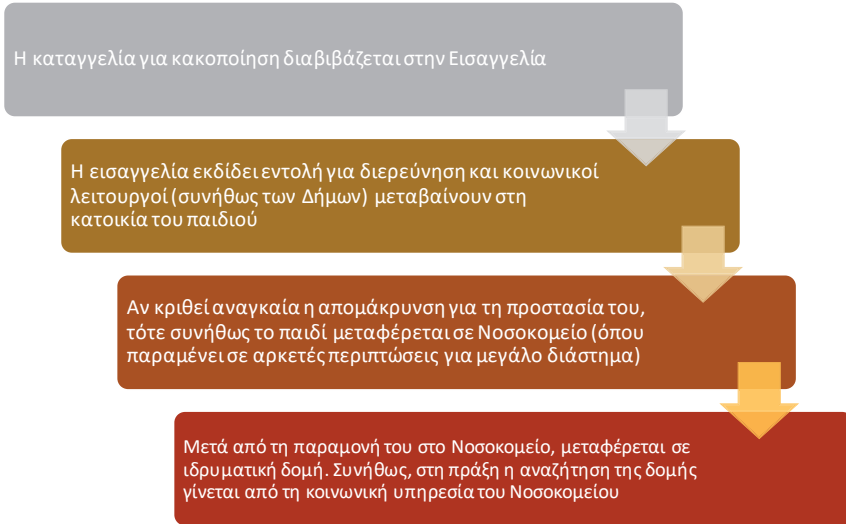 Η καταγγελία για κακοποίηση διαβιβάζεται στην Εισαγγελία
Η εισαγγελία εκδίδει εντολή για διερεύνηση και κοινωνικοί
λειτουργοί (συνήθως των Δήμων) μεταβαίνουν στη
κατοικία του παιδιού
Αν κριθεί αναγκαία η απομάκρυνση για τη προστασία του,
τότε συνήθως το παιδί μεταφέρεται σε Νοσοκομείο (όπου
παραμένει σε αρκετές περιπτώσεις για μεγάλο διάστημα)
Μετά από τη παραμονή του στο Νοσοκομείο, μεταφέρεται σε
ιδρυματική δομή. Συνήθως, στη πράξη η αναζήτηση της δομής
γίνεται από τη κοινωνική υπηρεσία του Νοσοκομείου